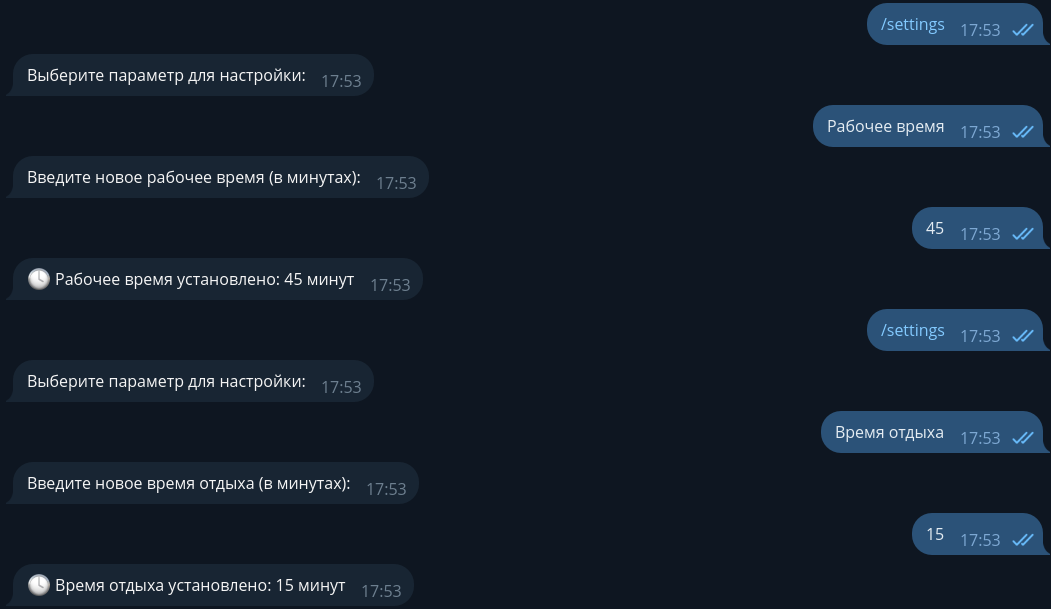 /settings 17:53
Выберите параметр для настройки: 17:53
Рабочее время 17:53
Введите новое рабочее время (в минутах): 17:53
45 17:53
🕓 Рабочее время установлено: 45 минут 17:53
/settings 17:53
Выберите параметр для настройки: 17:53
Время отдыха 17:53
Введите новое время отдыха (в минутах): 17:53
15 17:53
🕓 Время отдыха установлено: 15 минут 17:53